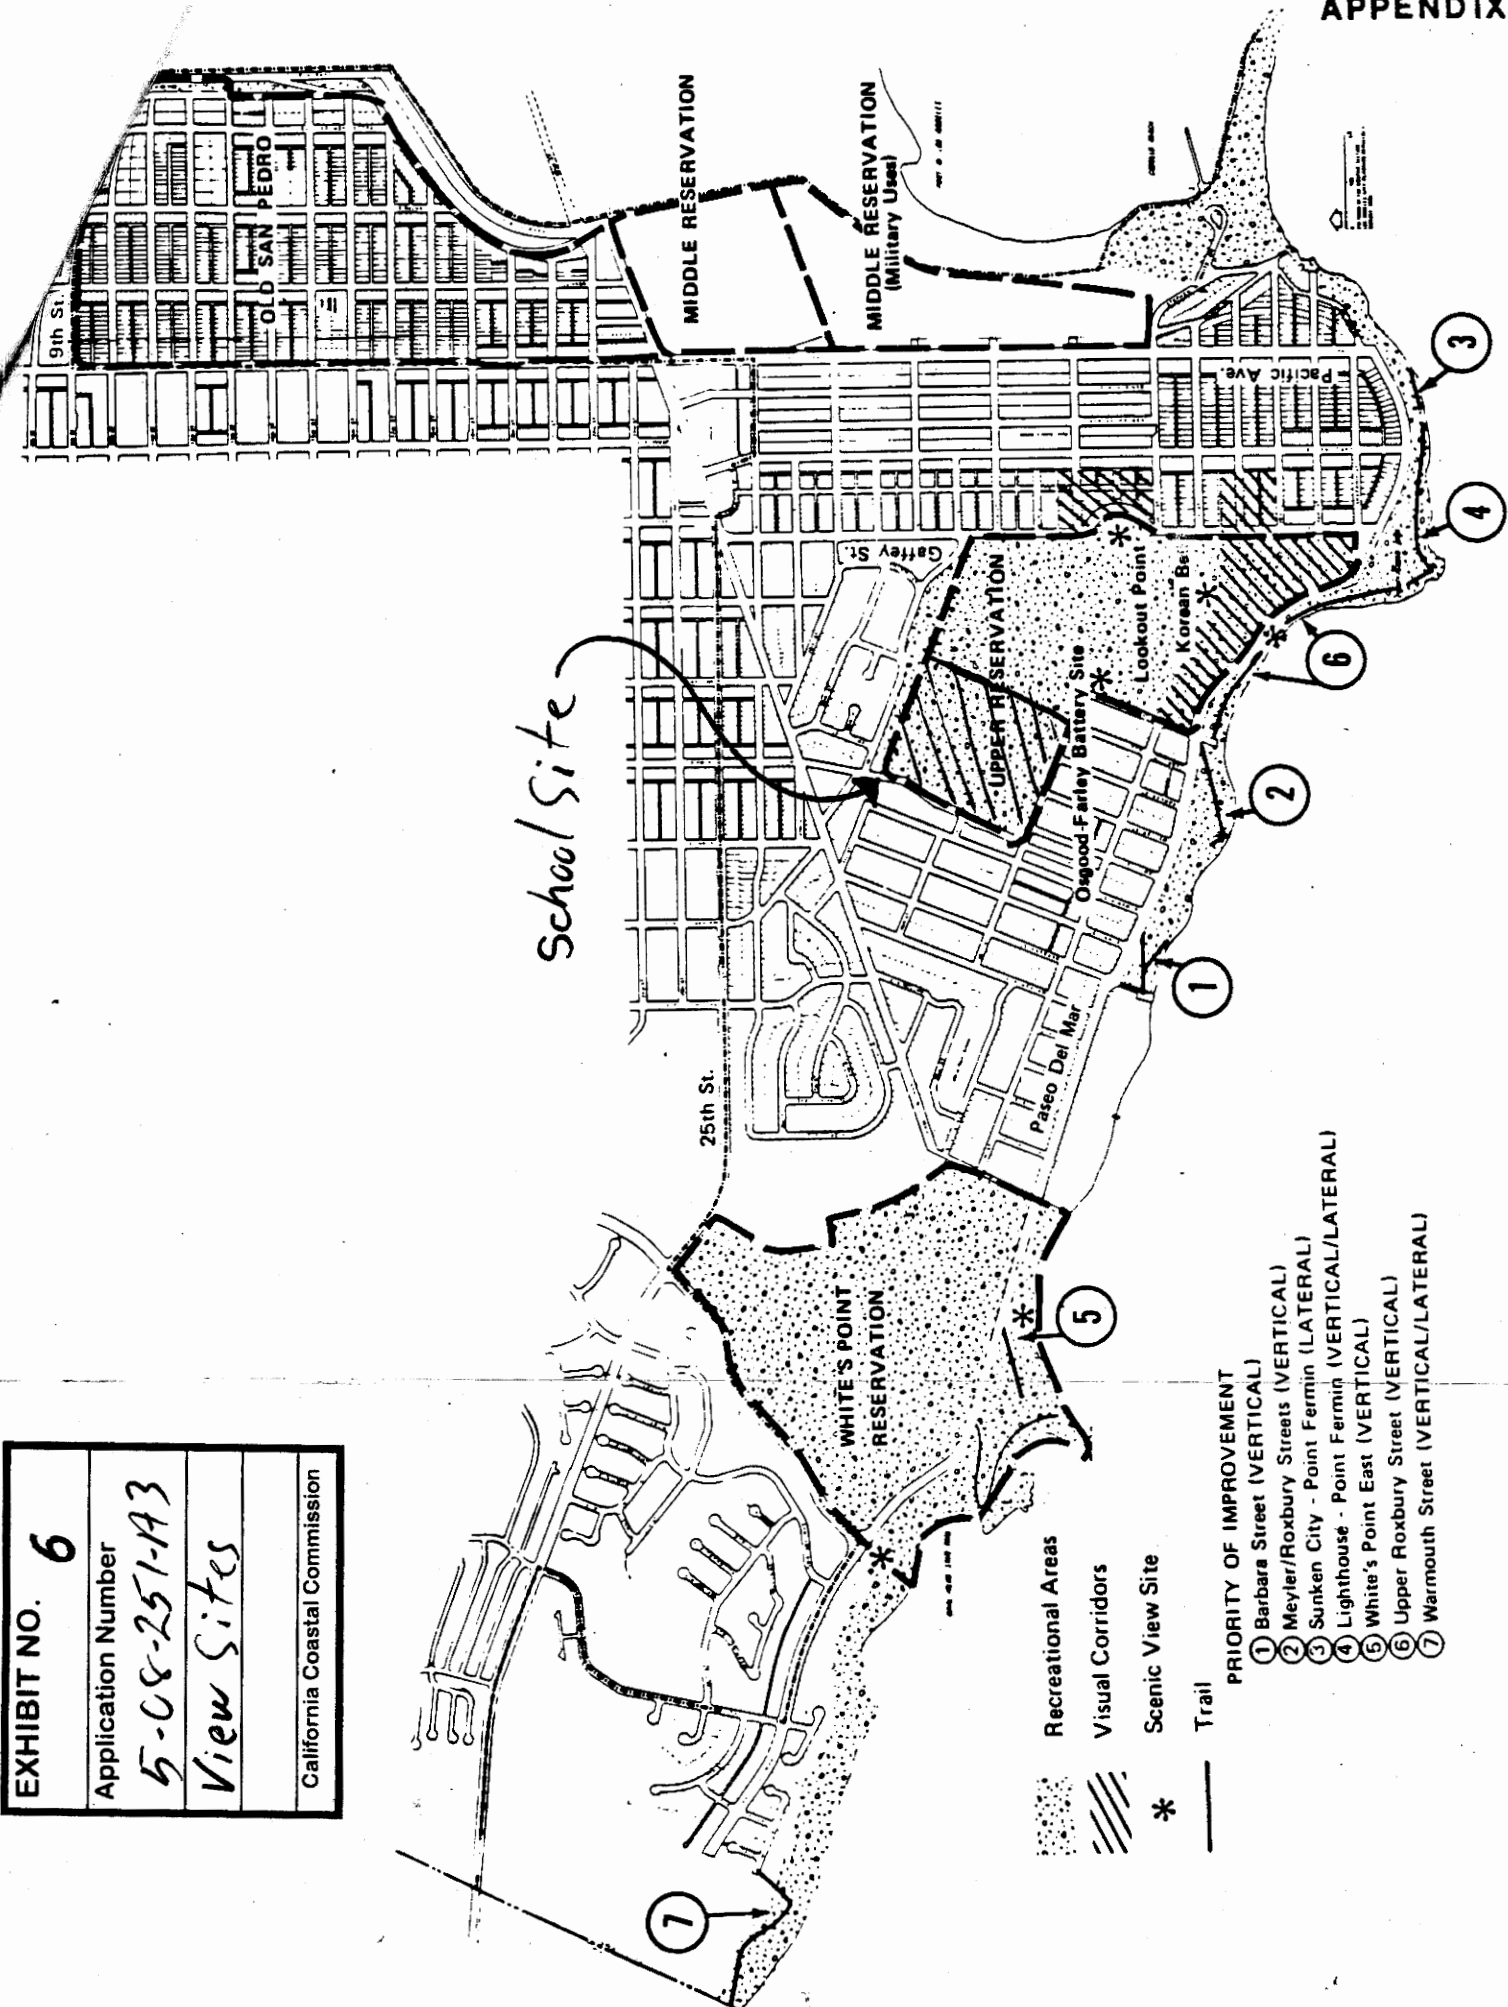 APPENDIX
EXHIBIT NO. 6
Application Number
5-08-251-A3
View Sites
California Coastal Commission
School Site
9th St.
OLD SAN PEDRO
MIDDLE RESERVATION
MIDDLE RESERVATION
(Military Uses)
Pacific Ave.
Gaffey St.
UPPER RESERVATION
Lookout Point
Korean Be
Osgood-Farley Battery Site
25th St.
Paseo Del Mar
WHITE'S POINT
RESERVATION
3
4
6
2
1
5
7
Recreational Areas
Visual Corridors
Scenic View Site
Trail
PRIORITY OF IMPROVEMENT
1 Barbara Street (VERTICAL)
2 Meyler/Roxbury Streets (VERTICAL)
3 Sunken City - Point Fermin (LATERAL)
4 Lighthouse - Point Fermin (VERTICAL/LATERAL)
5 White's Point East (VERTICAL)
6 Upper Roxbury Street (VERTICAL)
7 Warmouth Street (VERTICAL/LATERAL)